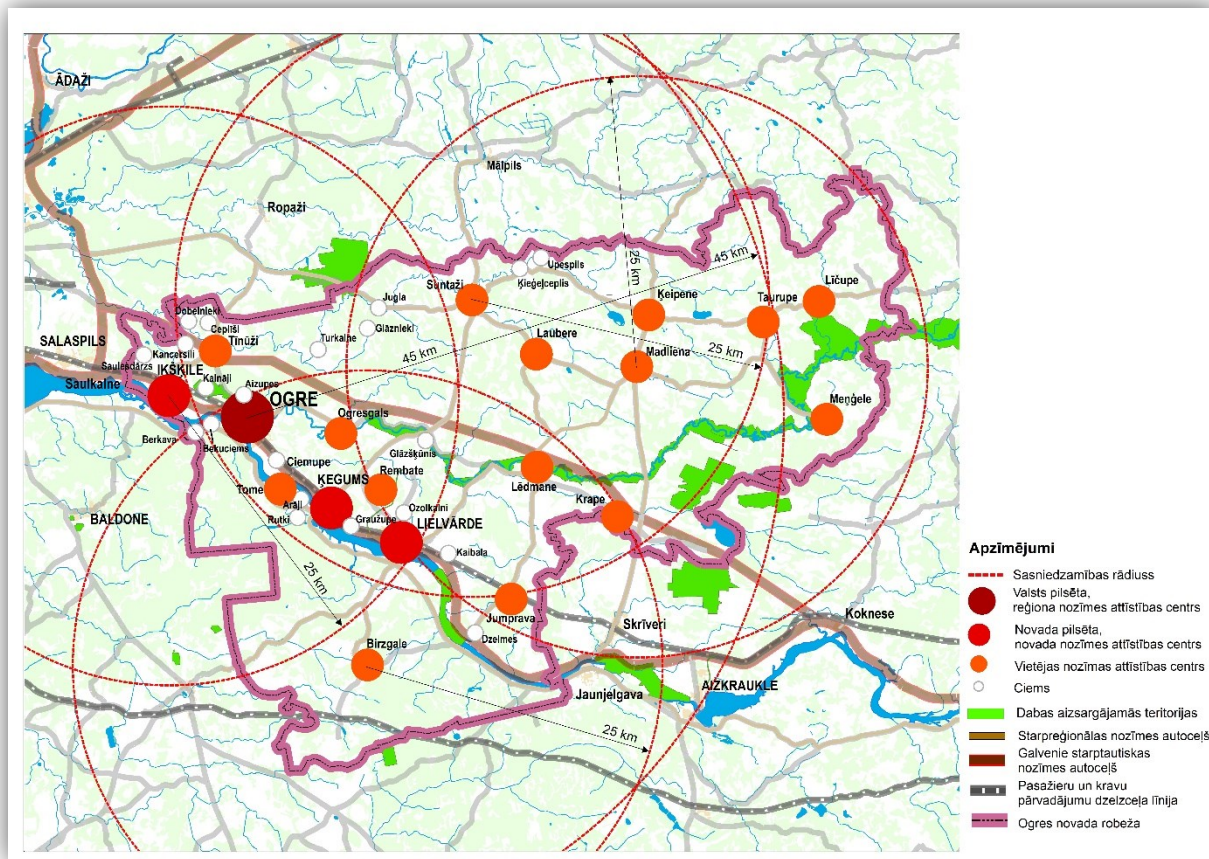 ĀDAŽI
Mālpils
Ropaži
45 km
25 km
Upespils
Ķieģeļceplis
Suntaži
Ķeipene
Taurupe
Līčupe
Jugla
Glāznieki
Turkalne
Dobelnieki
Ceplīši
Tīnūži
Laubere
Madliena
25 km
45 km
SALASPILS
Kancersili
Saulesdārzs
IKŠĶILE
Saulkalne
Kalnāji
Aizupes
OGRE
Ogresgals
Meņģele
Berkava
Bekuciems
Glāžšķūnis
Ciemupe
ĶEGUMS
Rembate
Lēdmane
Tome
Arāji
Rutki
Ozolkalni
Graužupe
LIELVĀRDE
Krape
BALDONE
Kaibala
25 km
Jumprava
Dzelmes
Birzgale
Skrīveri
Koknese
Jaunjelgava
AIZKRAUKLE
25 km
Apzīmējumi
Sasniedzamības rādiuss
Valsts pilsēta,
reģiona nozīmes attīstības centrs
Novada pilsēta,
novada nozīmes attīstības centrs
Vietējas nozīmas attīstības centrs
Ciems
Dabas aizsargājamās teritorijas
Starpreģionālas nozīmes autoceļš
Galvenie starptautiskas
nozīmes autoceļš
Pasažieru un kravu
pārvadājumu dzelzceļa līnija
Ogres novada robeža